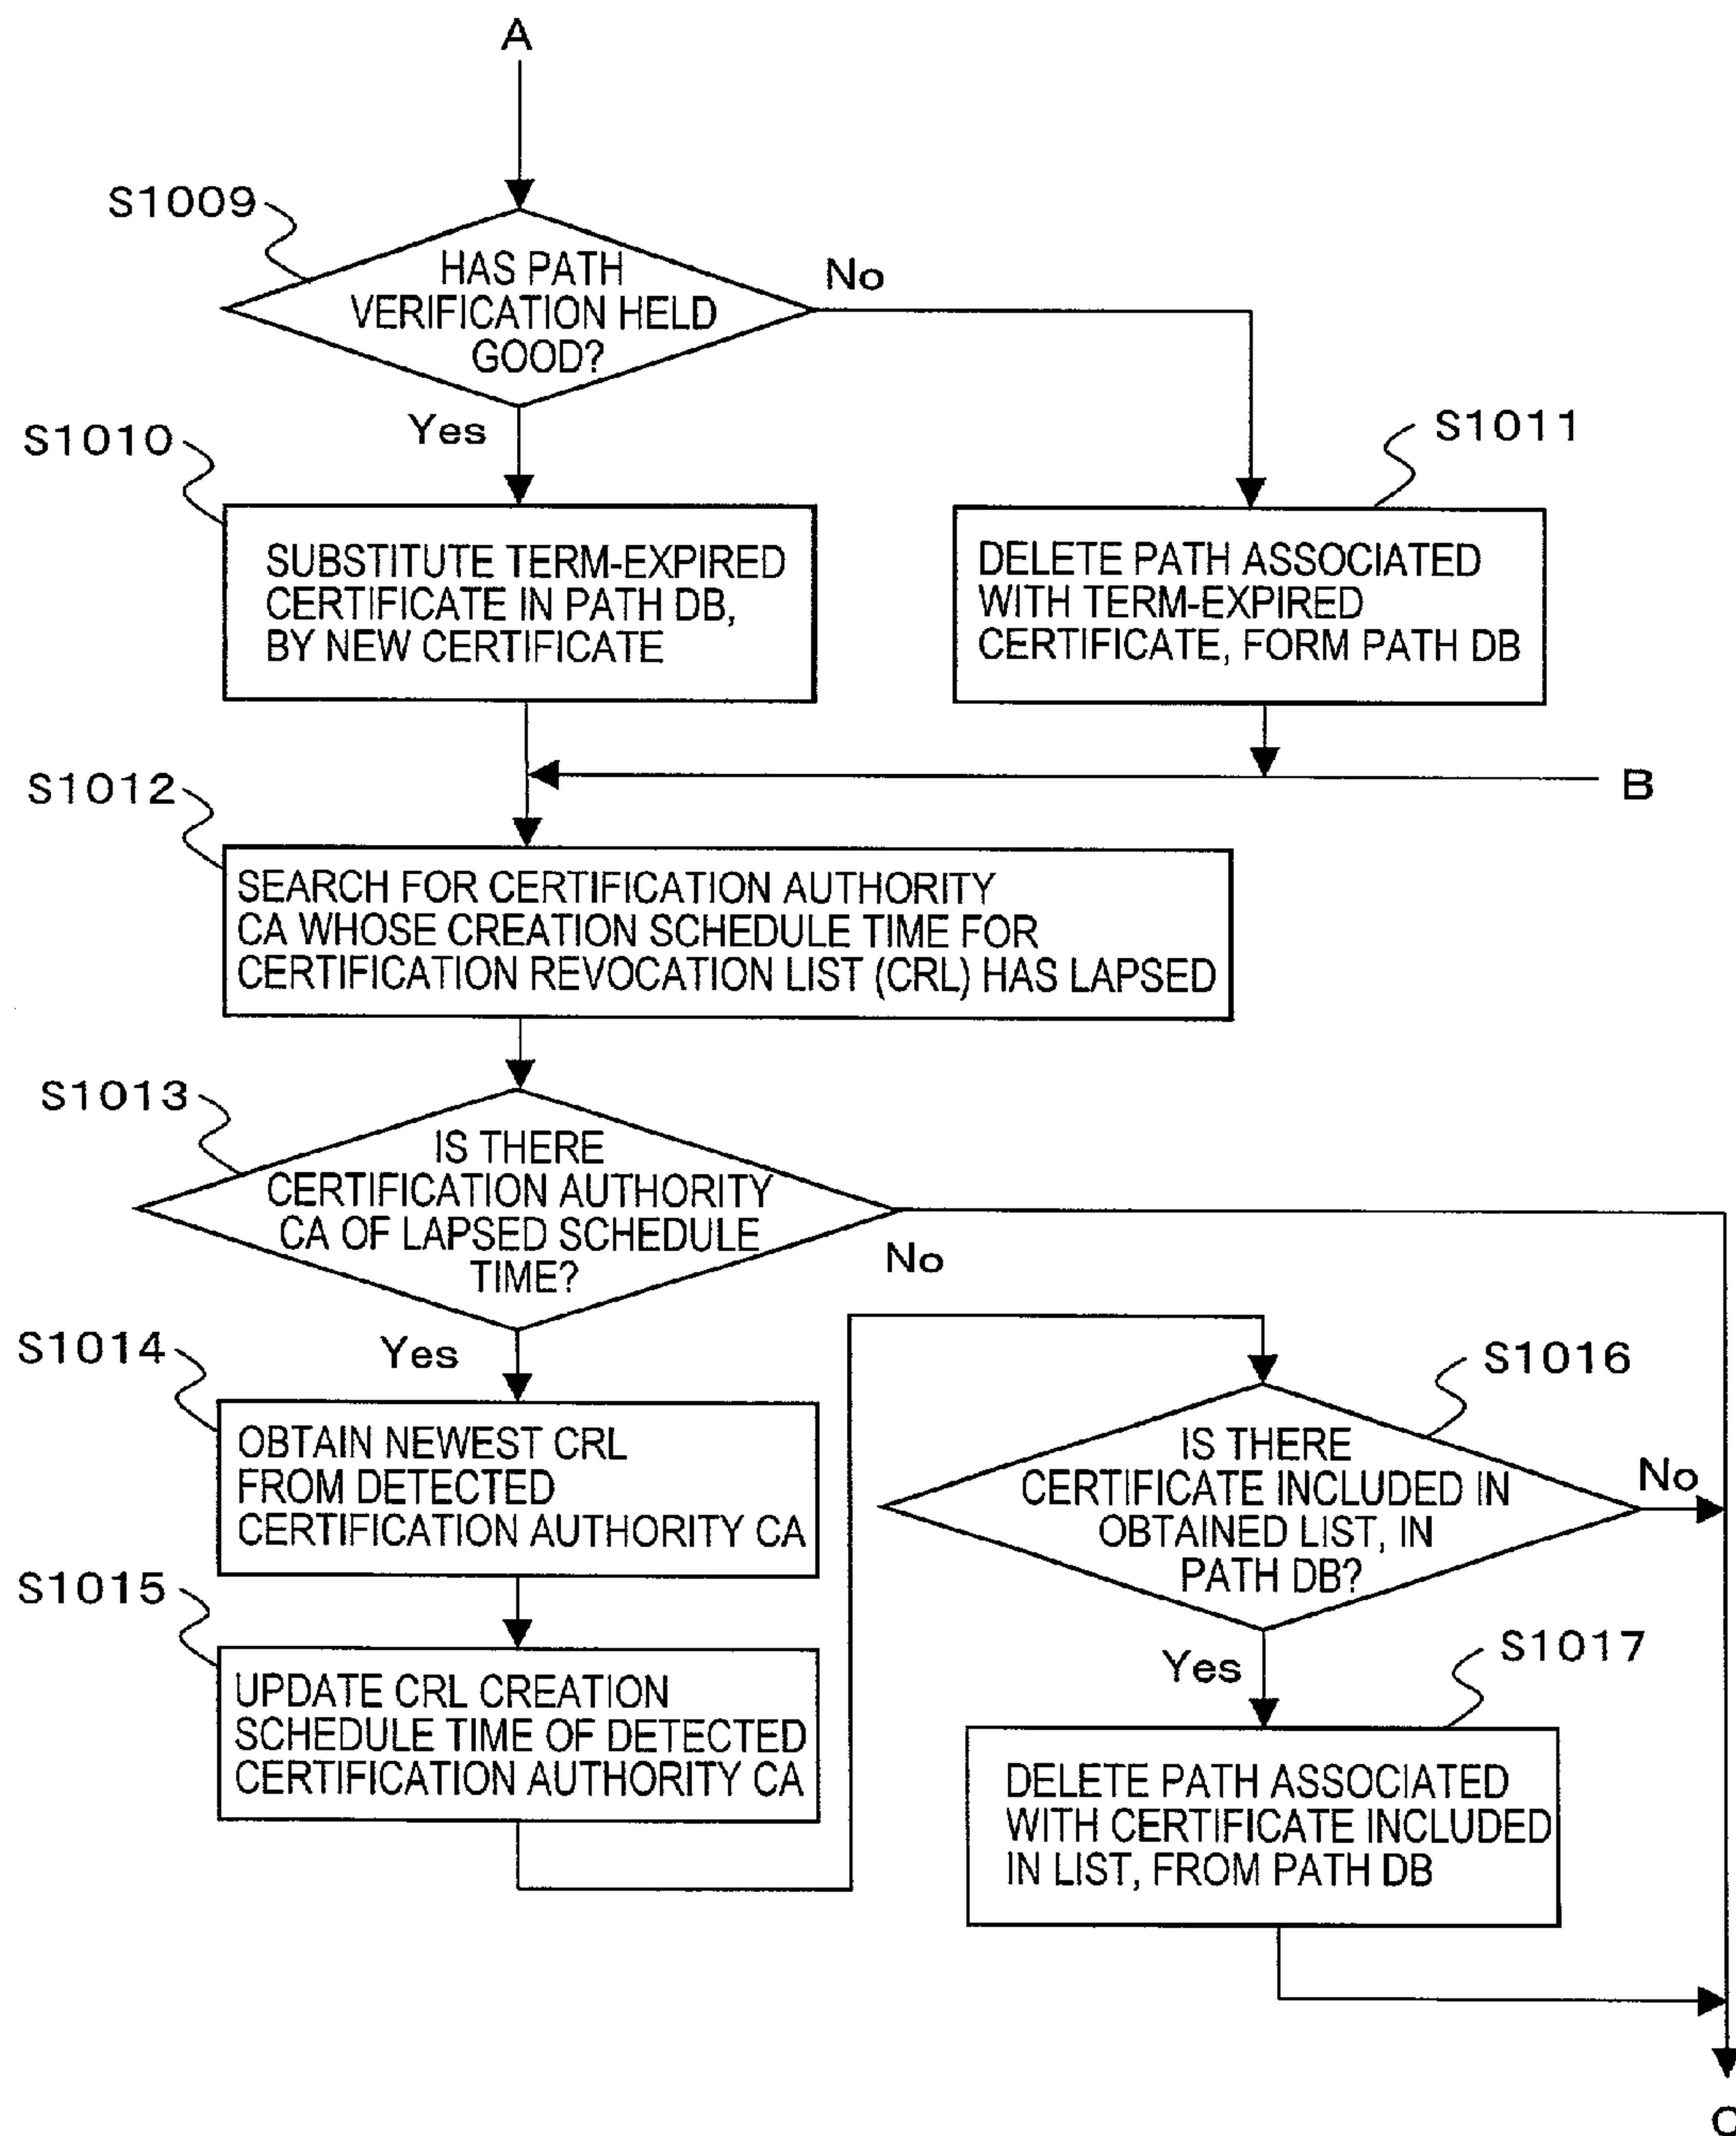 A
S1009
HAS PATH
VERIFICATION HELD
GOOD?
No
Yes
S1010
SUBSTITUTE TERM-EXPIRED
CERTIFICATE IN PATH DB,
BY NEW CERTIFICATE
S1011
DELETE PATH ASSOCIATED
WITH TERM-EXPIRED
CERTIFICATE, FORM PATH DB
B
S1012
SEARCH FOR CERTIFICATION AUTHORITY
CA WHOSE CREATION SCHEDULE TIME FOR
CERTIFICATION REVOCATION LIST (CRL) HAS LAPSED
S1013
IS THERE
CERTIFICATION AUTHORITY
CA OF LAPSED SCHEDULE
TIME?
No
Yes
S1014
OBTAIN NEWEST CRL
FROM DETECTED
CERTIFICATION AUTHORITY CA
S1015
UPDATE CRL CREATION
SCHEDULE TIME OF DETECTED
CERTIFICATION AUTHORITY CA
S1016
IS THERE
CERTIFICATE INCLUDED IN
OBTAINED LIST, IN
PATH DB?
No
Yes
S1017
DELETE PATH ASSOCIATED
WITH CERTIFICATE INCLUDED
IN LIST, FROM PATH DB